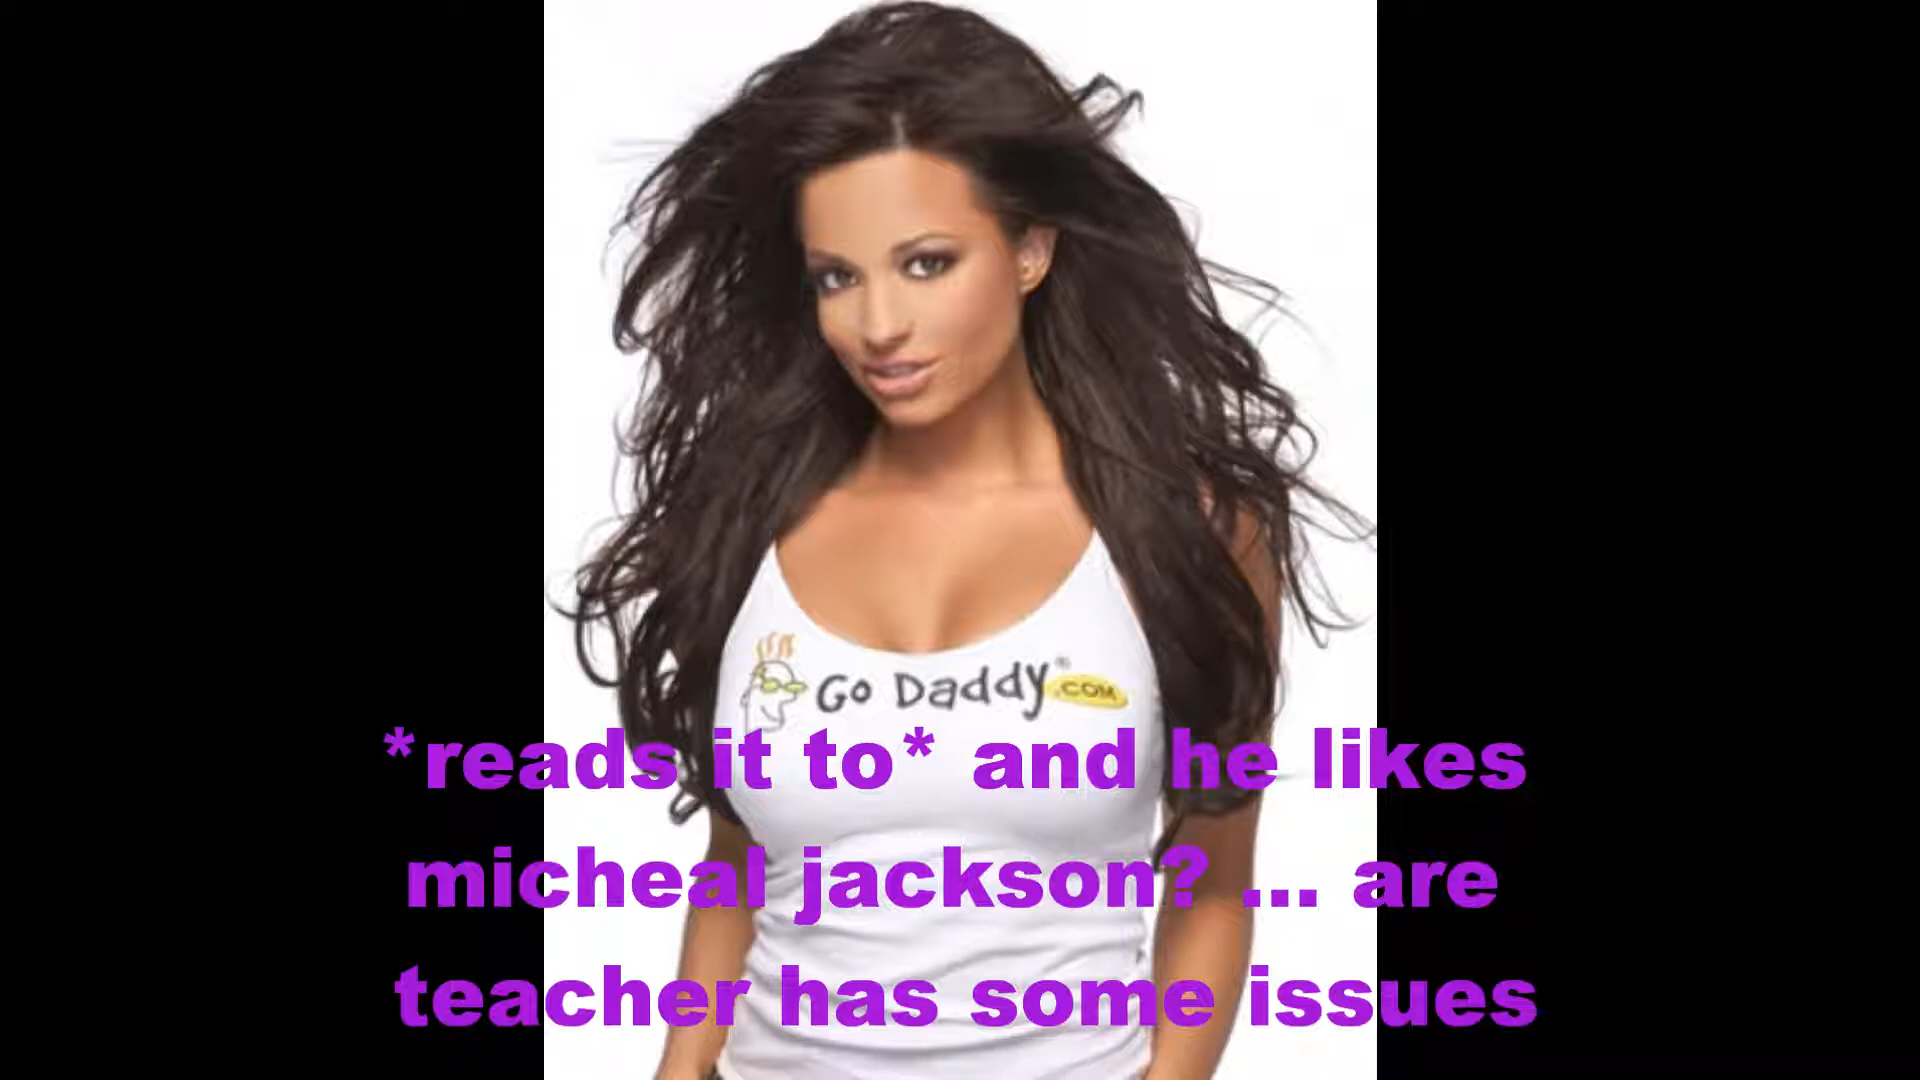 Go Daddy® .COM
*reads it to* and he likes
micheal jackson? ... are
teacher has some issues